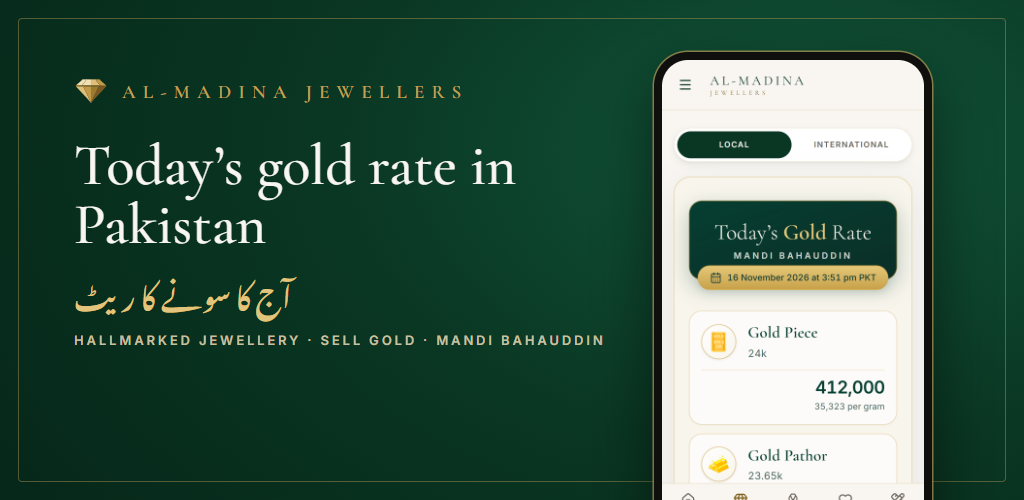 AL-MADINA JEWELLERS
Today’s gold rate in
Pakistan
آج کا سونے کا ریٹ
HALLMARKED JEWELLERY · SELL GOLD · MANDI BAHAUDDIN
AL-MADINA
JEWELLERS
LOCAL
INTERNATIONAL
Today’s Gold Rate
MANDI BAHAUDDIN
16 November 2026 at 3:51 pm PKT
Gold Piece
24k
412,000
35,323 per gram
Gold Pathor
23.65k